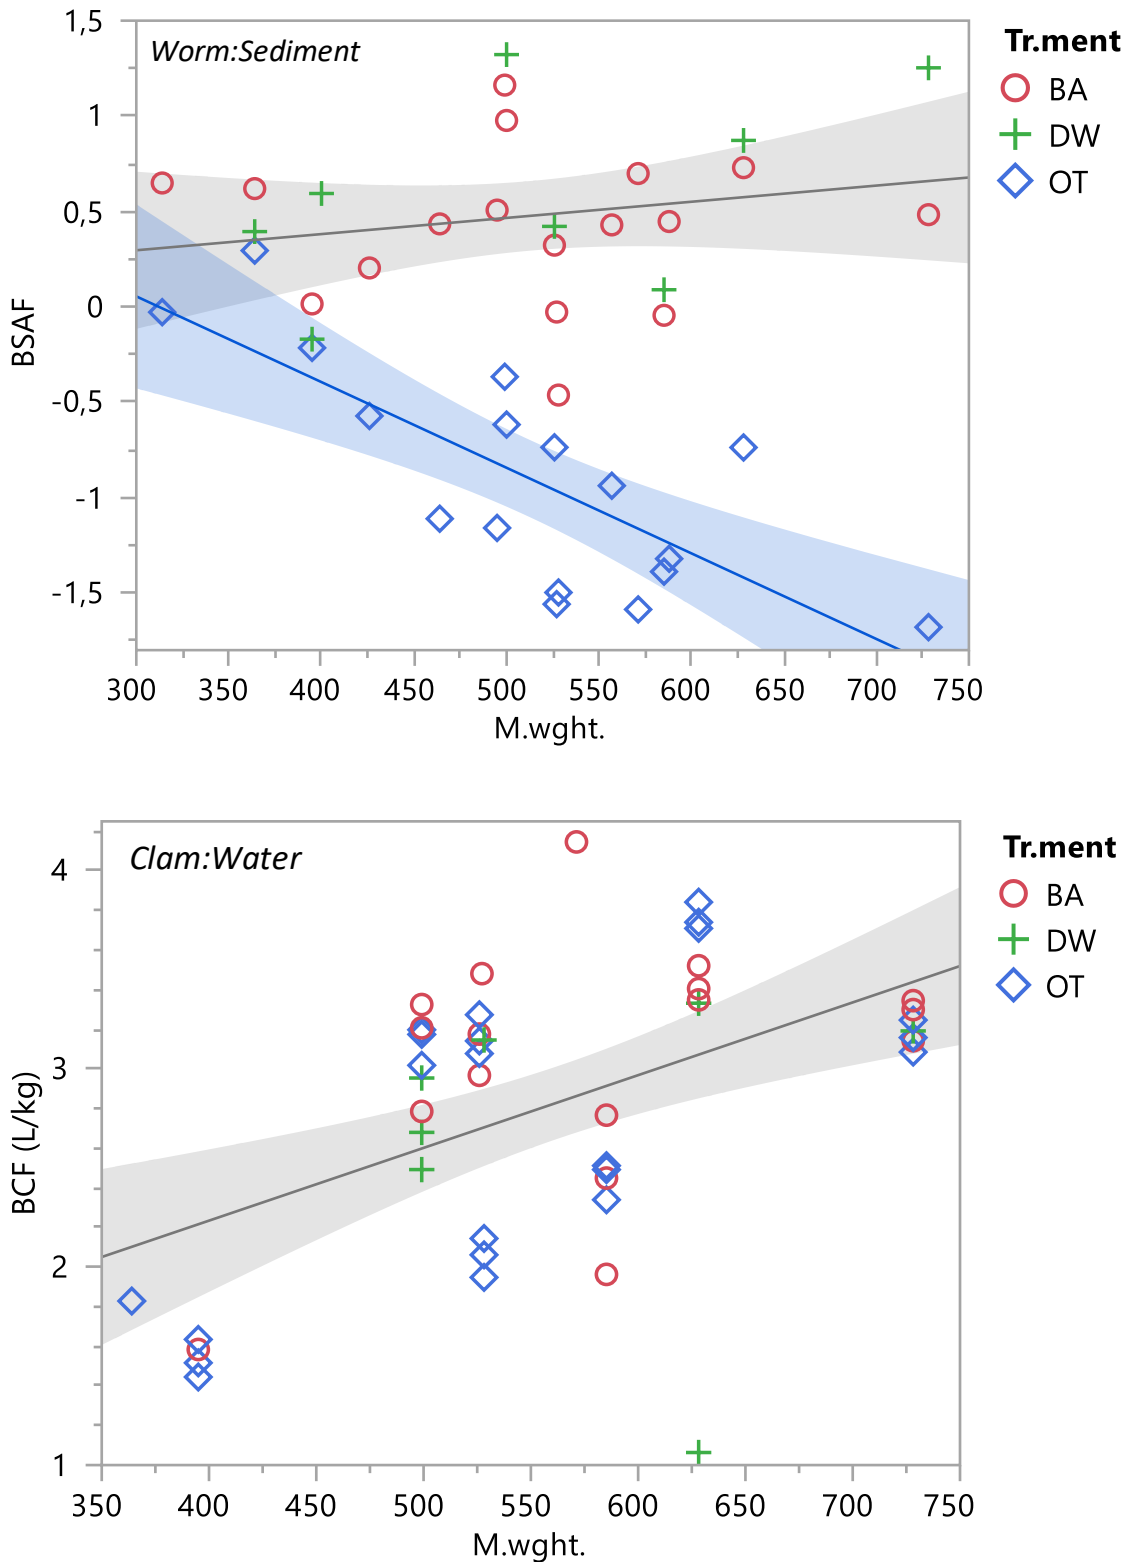 1,5
Worm:Sediment
1
0,5
0
-0,5
-1
-1,5
BSAF
300 350 400 450 500 550 600 650 700 750
M.wght.
Tr.ment
BA
DW
OT
Clam:Water
4
3
2
1
BCF (L/kg)
350 400 450 500 550 600 650 700 750
M.wght.
Tr.ment
BA
DW
OT